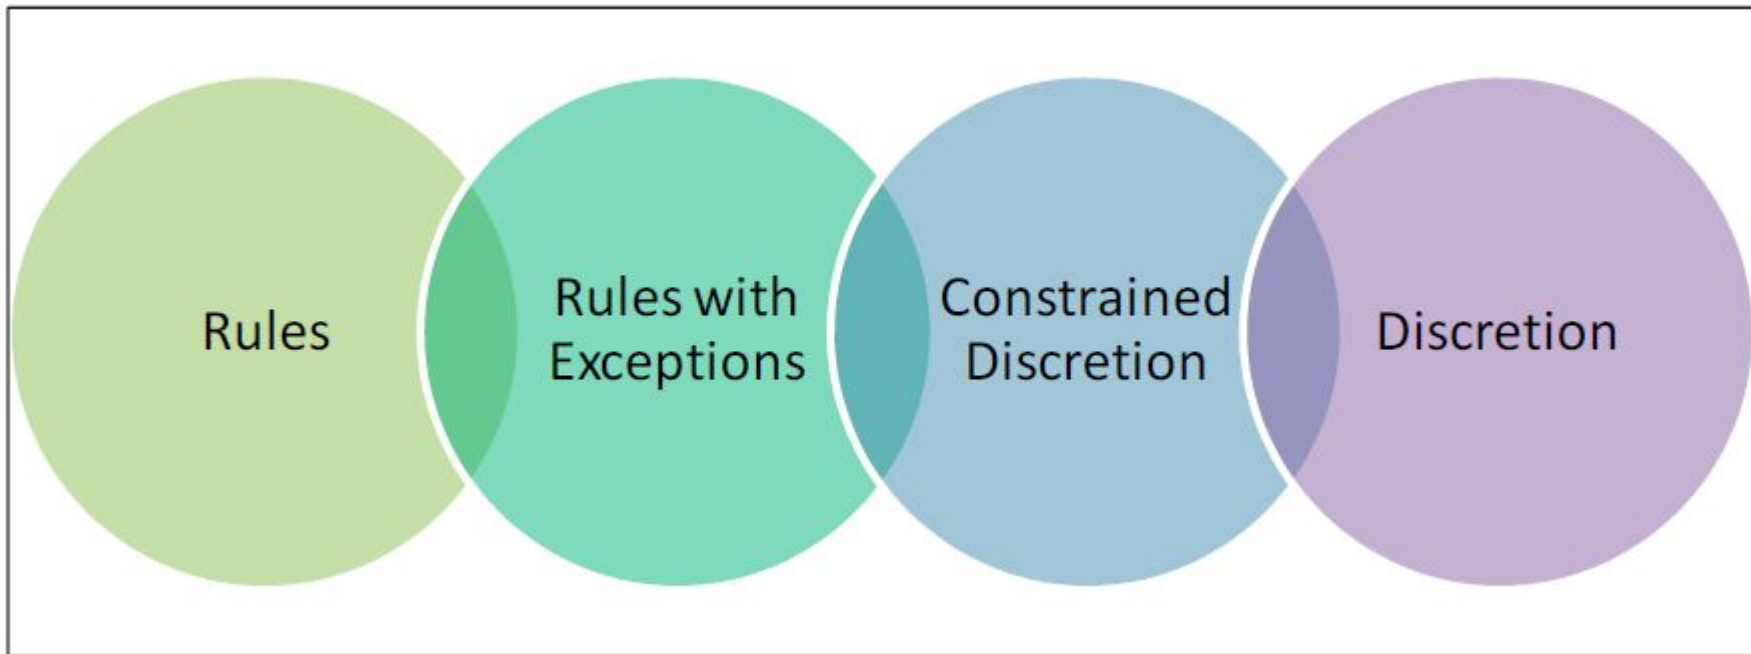 Rules
Rules with
Exceptions
Constrained
Discretion
Discretion